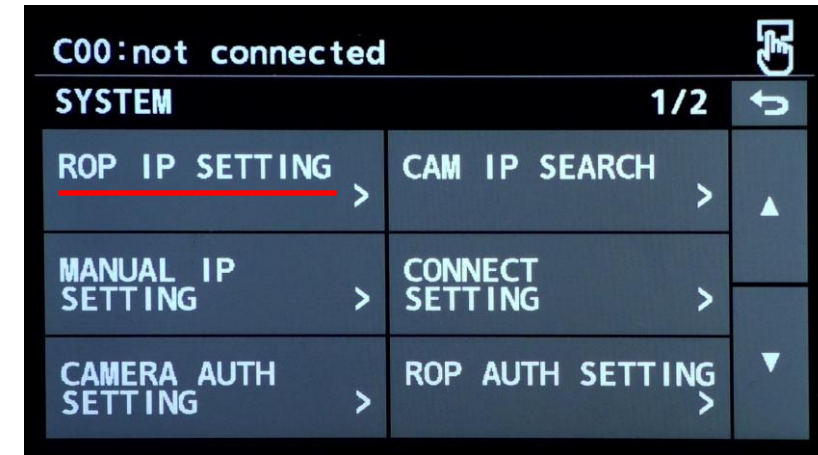 C00:not connected
SYSTEM 1/2
ROP IP SETTING >
CAM IP SEARCH >
MANUAL IP
SETTING >
CONNECT
SETTING >
CAMERA AUTH
SETTING >
ROP AUTH SETTING
>